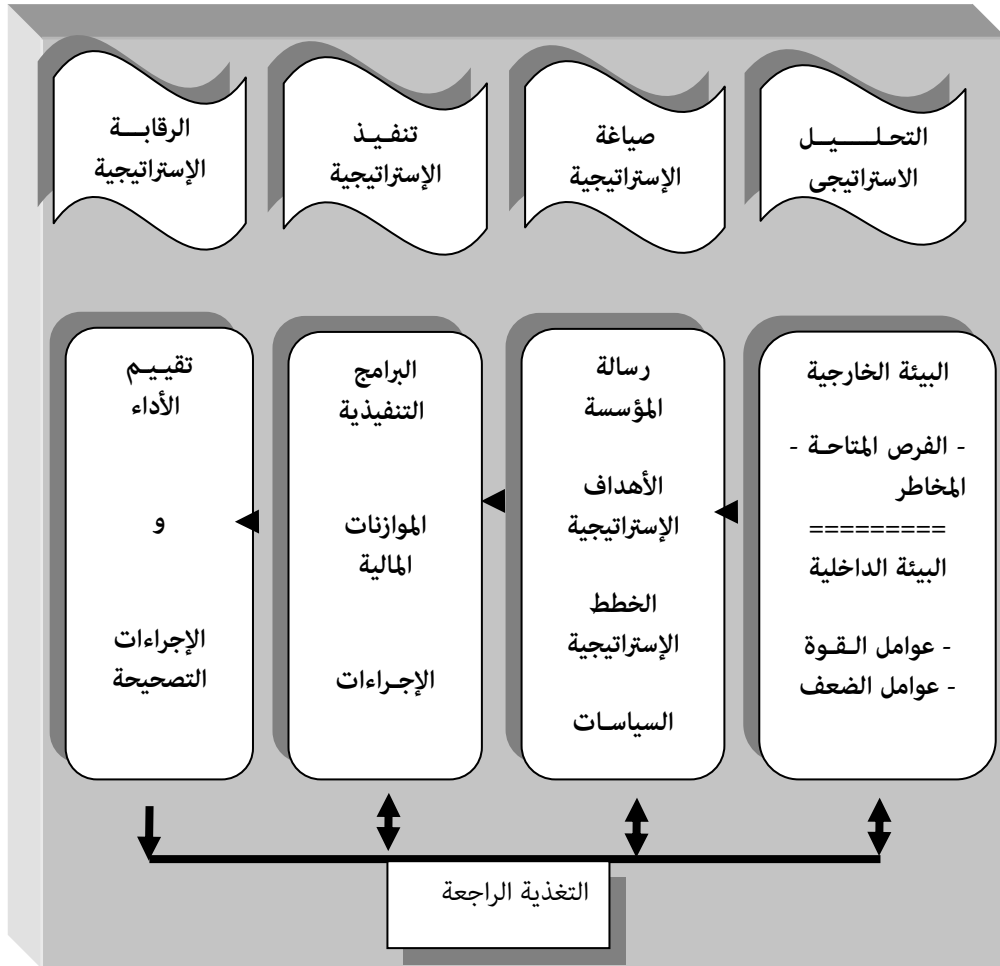 التحليل
الاستراتيجى
صياغة
الإستراتيجية
تنفيذ
الإستراتيجية
الرقابة
الإستراتيجية
البيئة الخارجية
- الفرص المتاحة -
المخاطر
=========
البيئة الداخلية
- عوامل القوة
- عوامل الضعف
رسالة
المؤسسة
الأهداف
الإستراتيجية
الخطط
الإستراتيجية
السياسات
البرامج
التنفيذية
الموازنات
المالية
الإجراءات
تقييم
الأداء
و
الإجراءات
التصحيحة
التغذية الراجعة